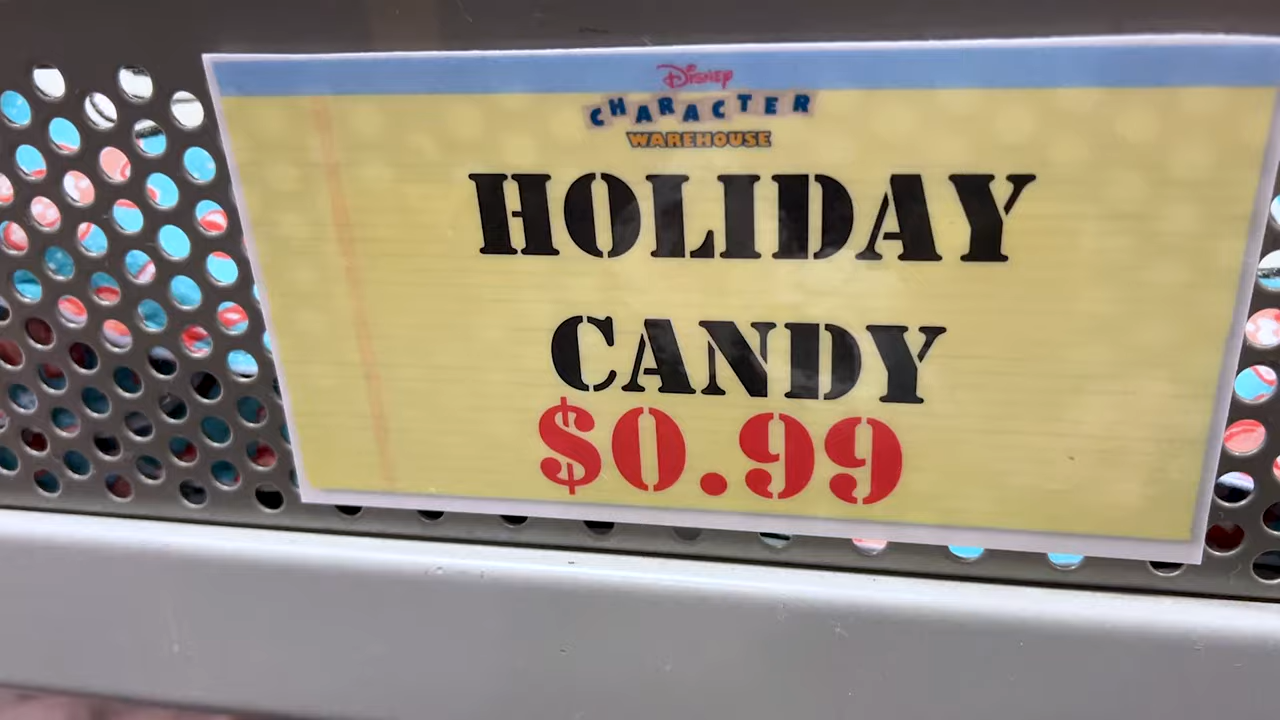 Disney
CHARACTER
WAREHOUSE
HOLIDAY
CANDY
$0.99